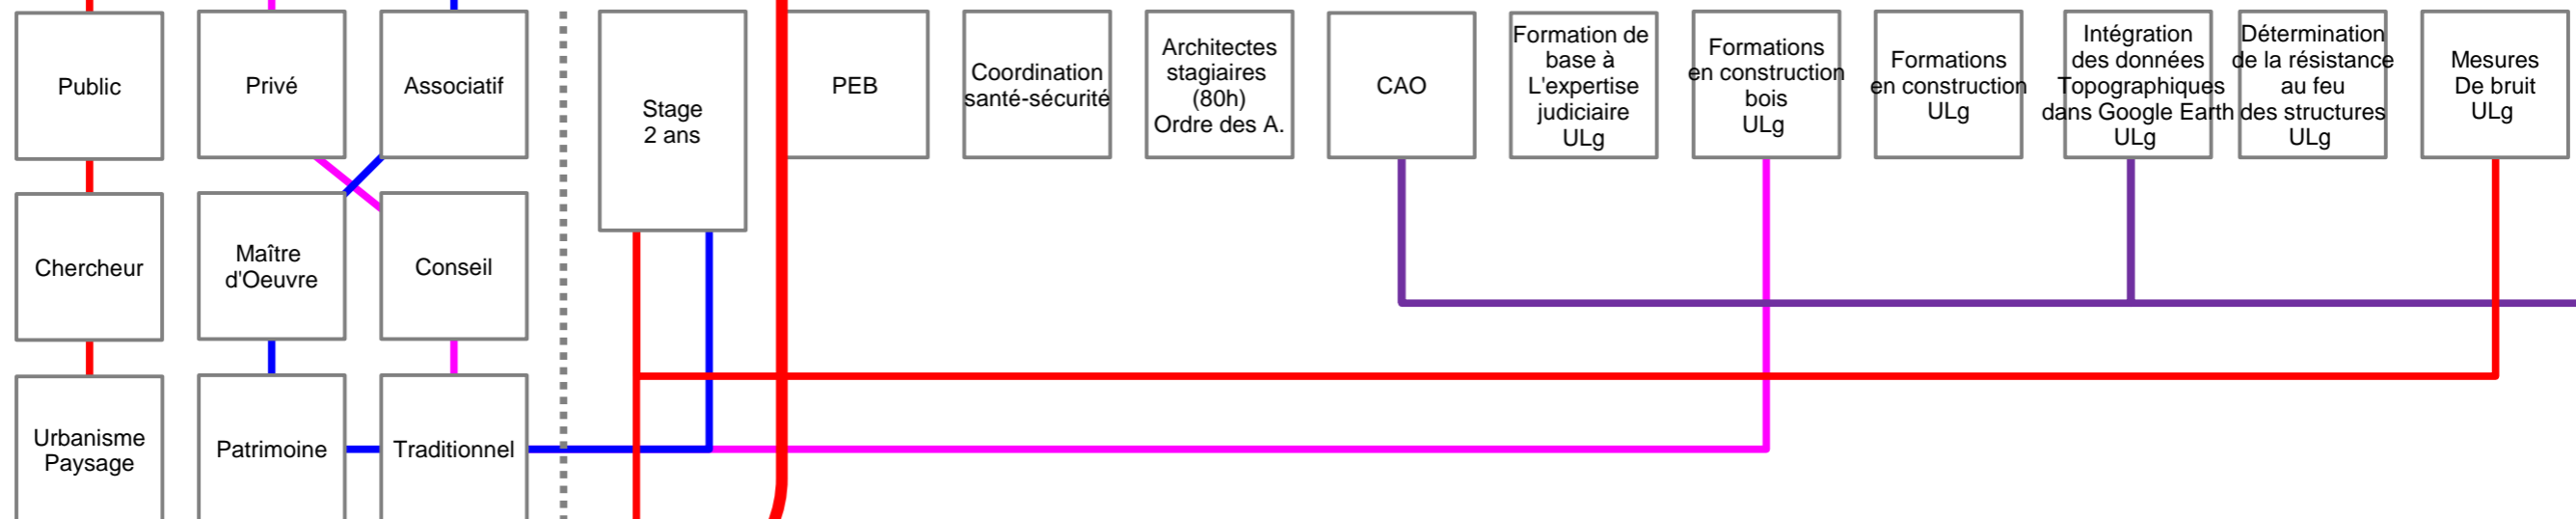 Public
Privé
Associatif
Stage
2 ans
PEB
Coordination
santé-sécurité
Architectes
stagiaires
(80h)
Ordre des A.
CAO
Formation de
base à
L'expertise
judiciaire
ULg
Formations
en construction
bois
ULg
Formations
en construction
ULg
Intégration
des données
Topographiques
dans Google Earth
ULg
Détermination
de la résistance
au feu
des structures
ULg
Mesures
De bruit
ULg
Chercheur
Maître
d'Oeuvre
Conseil
Urbanisme
Paysage
Patrimoine
Traditionnel